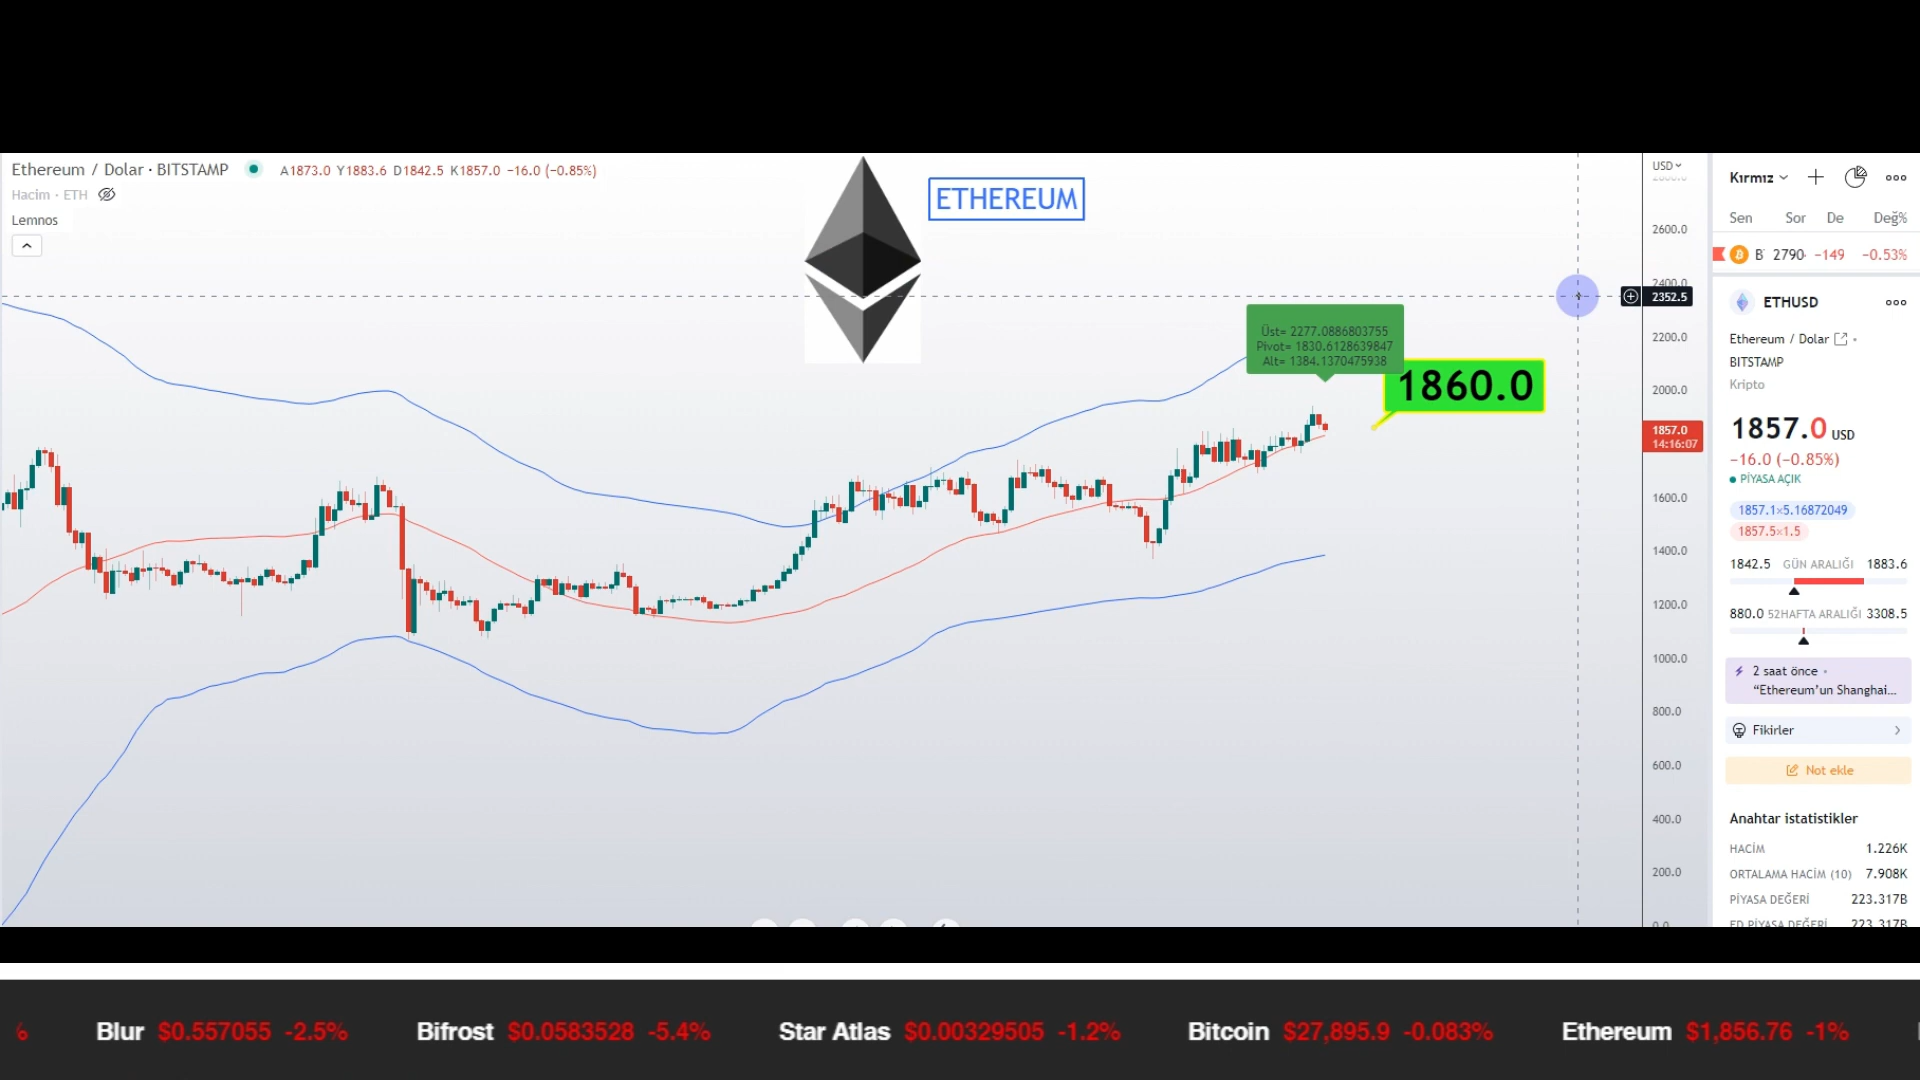 Ethereum / Dolar · BITSTAMP A1873.0 Y1883.6 D1842.5 K1857.0 −16.0 (−0.85%)
Hacim · ETH
Lemnos
ETHEREUM
Üst= 2277.0886803755
Pivot= 1830.6128639847
Alt= 1384.1370475938
1860.0
USD
2600.0
2400.0
2352.5
2200.0
2000.0
1857.0
14:16:07
1600.0
1400.0
1200.0
1000.0
800.0
600.0
400.0
200.0
0.0
Kırmız
Sen Sor De Değ%
B 2790 −149 −0.53%
ETHUSD
Ethereum / Dolar
BITSTAMP
Kripto
1857.0 USD
−16.0 (−0.85%)
PİYASA AÇIK
1857.1×5.16872049
1857.5×1.5
1842.5 GÜN ARALIĞI 1883.6
880.0 52HAFTA ARALIĞI 3308.5
2 saat önce
“Ethereum’un Shanghai...
Fikirler
Not ekle
Anahtar istatistikler
HACİM 1.226K
ORTALAMA HACİM (10) 7.908K
PİYASA DEĞERİ 223.317B
ED PİYASA DEĞERİ 223.317B
% Blur $0.557055 -2.5% Bifrost $0.0583528 -5.4% Star Atlas $0.00329505 -1.2% Bitcoin $27,895.9 -0.083% Ethereum $1,856.76 -1%